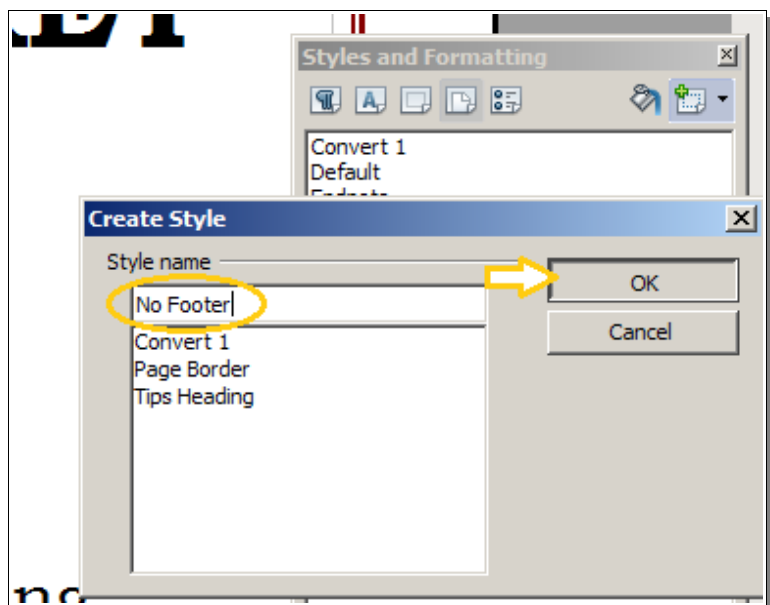 Styles and Formatting
Convert 1
Default
Create Style
Style name
No Footer
OK
Cancel
Convert 1
Page Border
Tips Heading